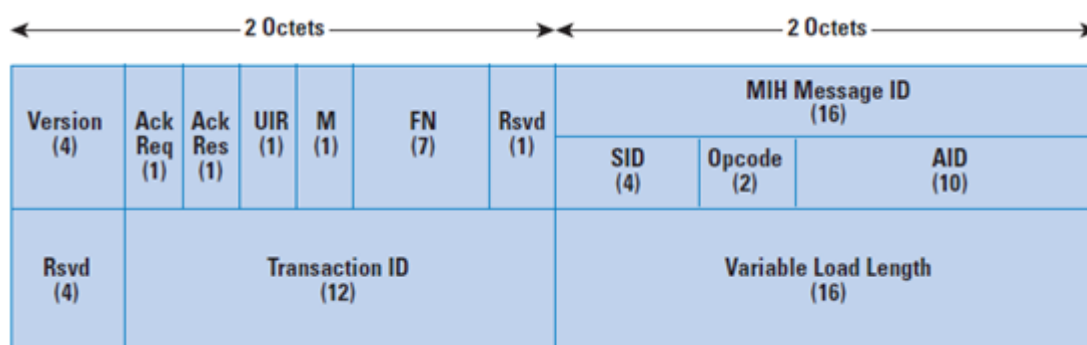 2 Octets 2 Octets
Version
(4)
Ack
Req
(1)
Ack
Res
(1)
UIR
(1)
M
(1)
FN
(7)
Rsvd
(1)
MIH Message ID
(16)
SID
(4)
Opcode
(2)
AID
(10)
Rsvd
(4)
Transaction ID
(12)
Variable Load Length
(16)